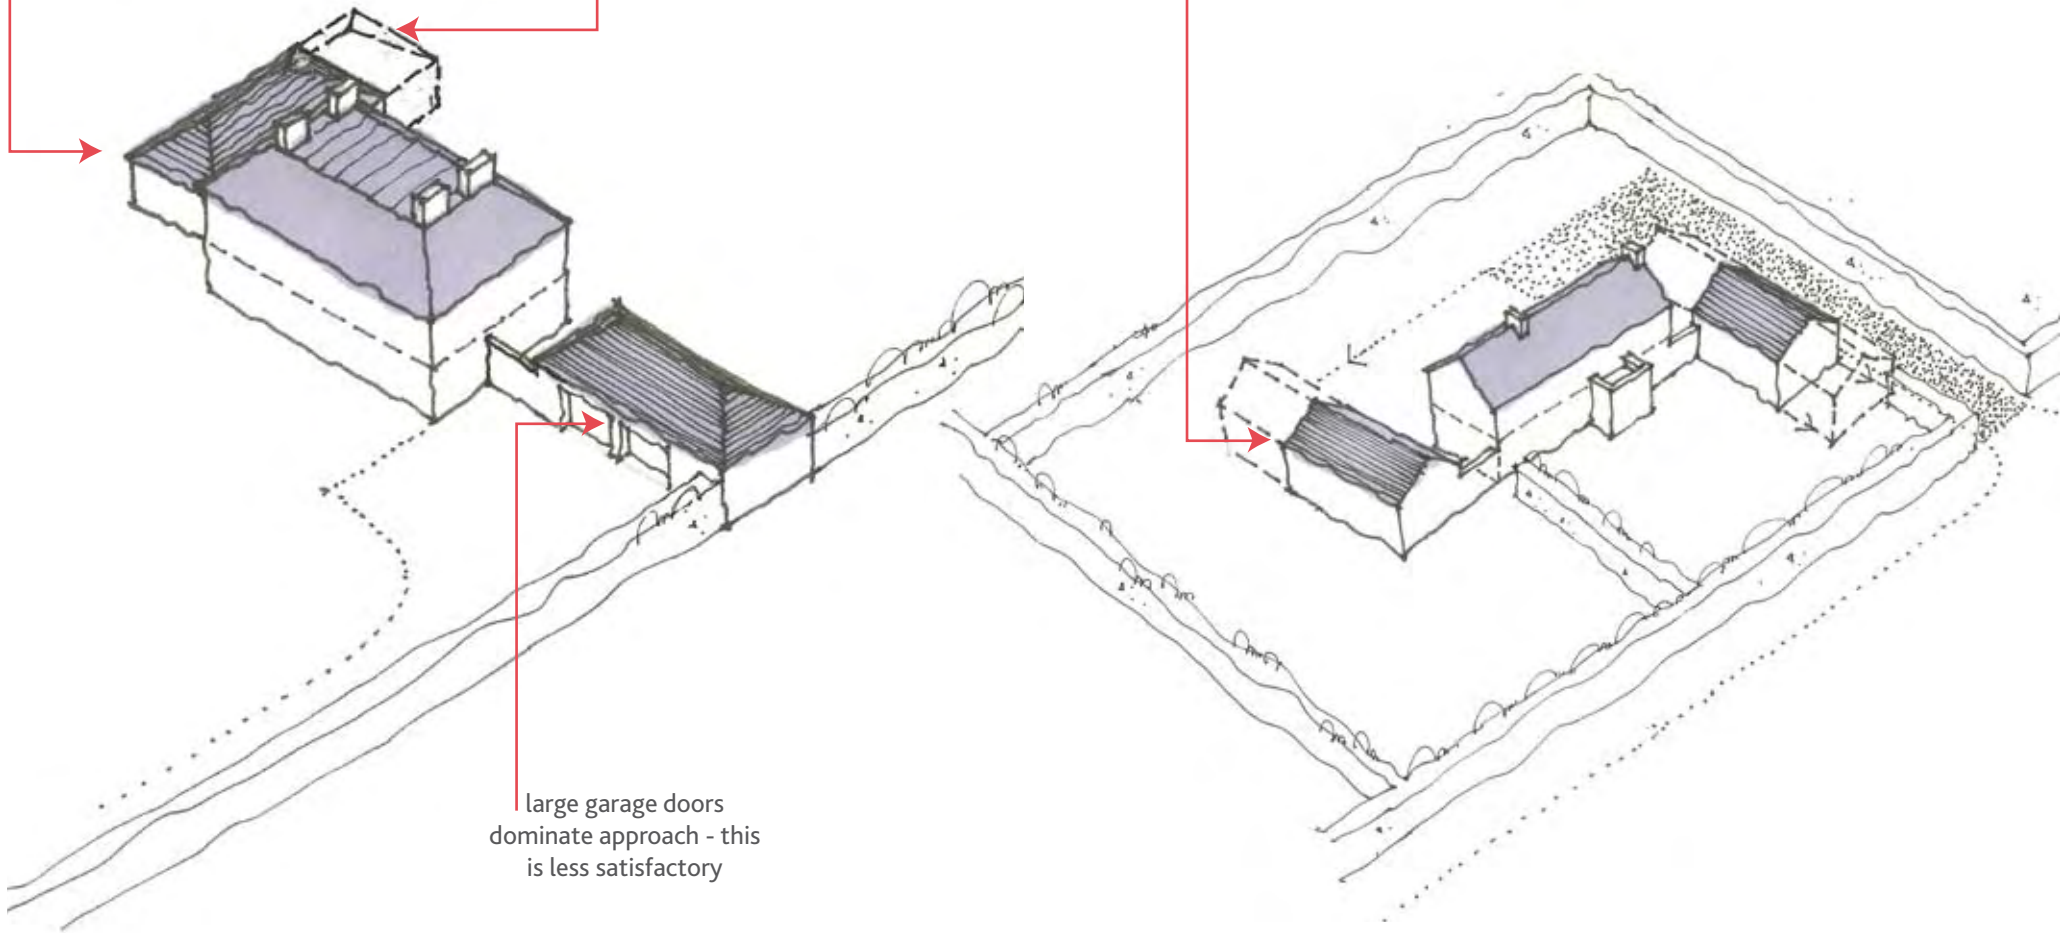 large garage doors
dominate approach - this
is less satisfactory